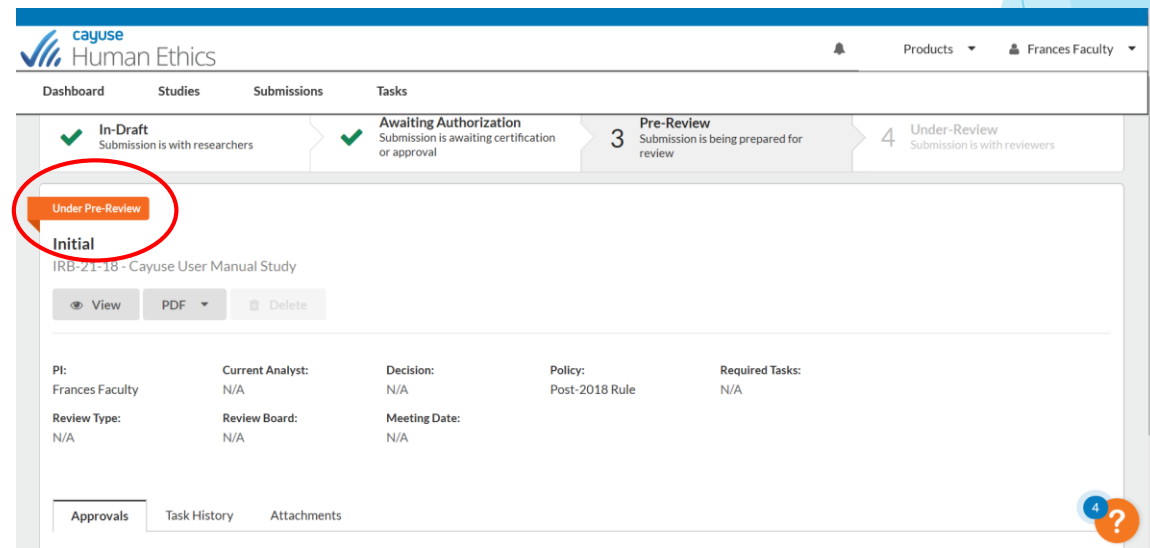 cayuse
Human Ethics
Products
Frances Faculty
Dashboard Studies Submissions Tasks
In-Draft
Submission is with researchers
Awaiting Authorization
Submission is awaiting certification
or approval
3
Pre-Review
Submission is being prepared for
review
4
Under-Review
Submission is with reviewers
Under Pre-Review
Initial
IRB-21-18 - Cayuse User Manual Study
View PDF Delete
PI: Current Analyst: Decision: Policy: Required Tasks:
Frances Faculty N/A N/A Post-2018 Rule N/A
Review Type: Review Board: Meeting Date:
N/A N/A N/A
Approvals Task History Attachments
4
?